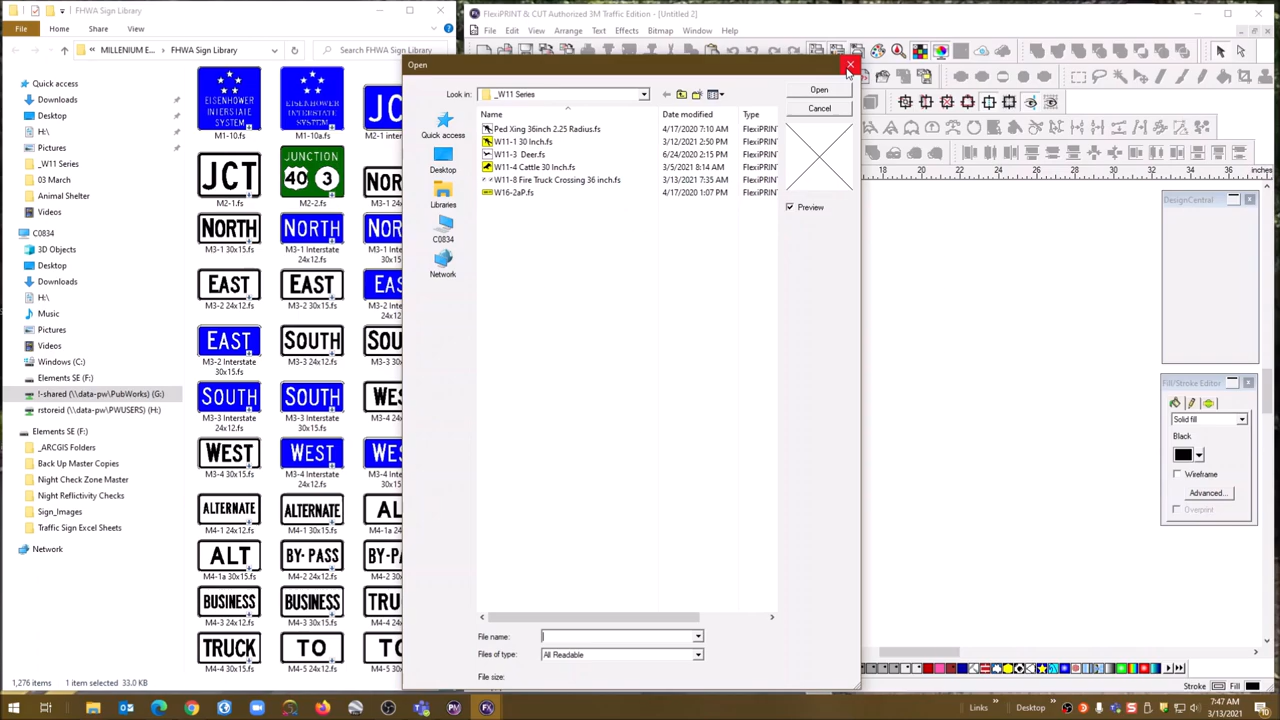 FHWA Sign Library
File
Home
Share
View
MILLENIUM E...
FHWA Sign Library
Search FHWA Sign Library
Quick access
Downloads
Desktop
H:\
Pictures
_W11 Series
03 March
Animal Shelter
Videos
C0834
3D Objects
Desktop
Downloads
H:\
Music
Pictures
Videos
Windows (C:)
Elements SE (F:)
!-shared (\\data-pw\PubWorks) (G:)
rstoreid (\\data-pw\PWUSERS) (H:)
Elements SE (F:)
_ARCGIS Folders
Back Up Master Copies
Night Check Zone Master
Night Reflictivity Checks
Sign_Images
Traffic Sign Excel Sheets
Network
1,276 items
1 item selected 33.0 KB
EISENHOWER
INTERSTATE
SYSTEM
EISENHOWER
INTERSTATE
SYSTEM
M1-10.fs
M1-10a.fs
JCT
M2-1.fs
JUNCTION
40
3
M2-2.fs
NORTH
NORTH
M3-1 30x15.fs
M3-1 Interstate 24x12.fs
EAST
EAST
M3-2 24x12.fs
M3-2 30x15.fs
EAST
SOUTH
M3-2 Interstate 30x15.fs
M3-3 24x12.fs
SOUTH
SOUTH
M3-3 Interstate 24x12.fs
M3-3 Interstate 30x15.fs
WEST
WEST
M3-4 30x15.fs
M3-4 Interstate 24x12.fs
ALTERNATE
ALTERNATE
M4-1 24x12.fs
M4-1 30x15.fs
ALT
BY-PASS
M4-1a 30x15.fs
M4-2 24x12.fs
BUSINESS
BUSINESS
M4-3 24x12.fs
M4-3 30x15.fs
TRUCK
TO
M4-4 30x15.fs
M4-5 24x12.fs
FlexiPRINT & CUT Authorized 3M Traffic Edition - [Untitled 2]
File
Edit
View
Arrange
Text
Effects
Bitmap
Window
Help
Open
Look in:
_W11 Series
Open
Cancel
Preview
Quick access
Desktop
Libraries
C0834
Network
Name
Date modified
Type
Ped Xing 36inch 2.25 Radius.fs
4/17/2020 7:10 AM
FlexiPRINT
W11-1 30 Inch.fs
3/12/2021 2:50 PM
FlexiPRINT
W11-3 Deer.fs
6/24/2020 2:15 PM
FlexiPRINT
W11-4 Cattle 30 Inch.fs
3/5/2021 8:14 AM
FlexiPRINT
W11-8 Fire Truck Crossing 36 inch.fs
3/13/2021 7:35 AM
FlexiPRINT
W16-2aP.fs
4/17/2020 1:07 PM
FlexiPRINT
File name:
Files of type:
All Readable
File size:
inches
DesignCentral
Fill/Stroke Editor
Solid fill
Black
Wireframe
Advanced...
Overprint
Stroke
Fill
Links
Desktop
7:47 AM
3/13/2021